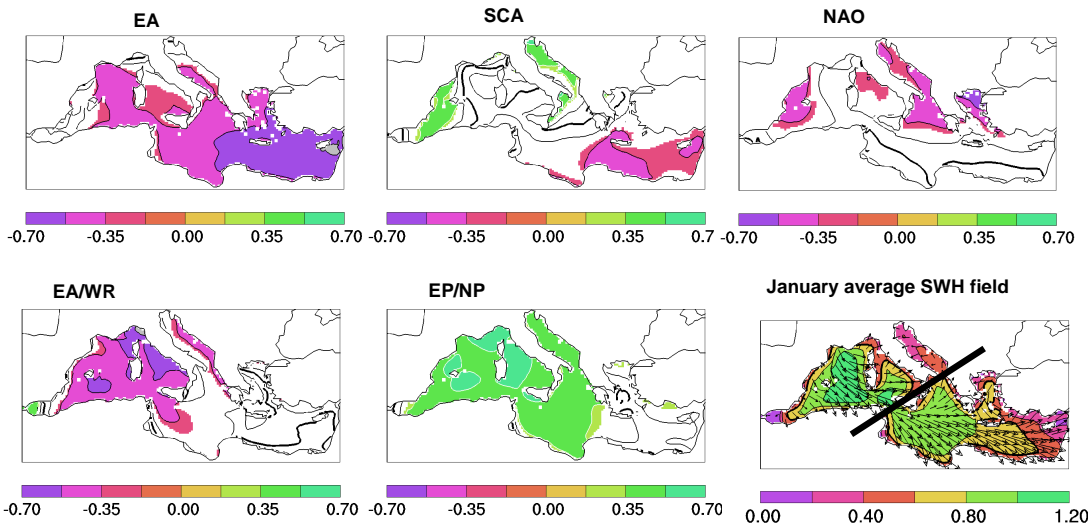 EA SCA NAO
-0.70 -0.35 0.00 0.35 0.70 -0.70 -0.35 0.00 0.35 0.7 -0.70 -0.35 0.00 0.35 0.70
EA/WR EP/NP January average SWH field
-0.70 -0.35 0.00 0.35 0.70 -0.70 -0.35 0.00 0.35 0.70 0.00 0.40 0.80 1.20